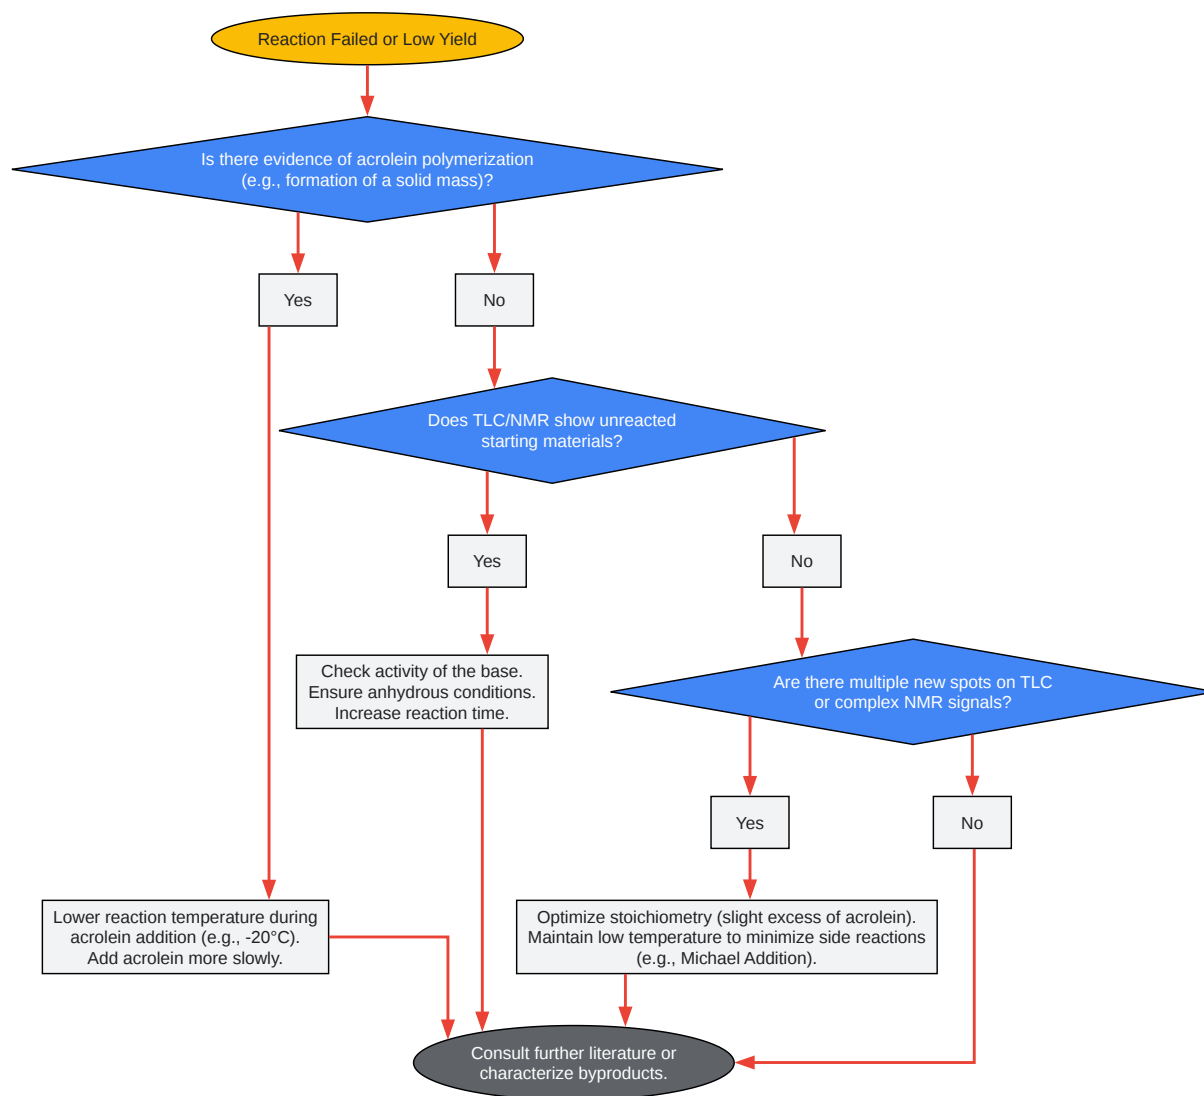 Reaction Failed or Low Yield
Is there evidence of acrolein polymerization
(e.g., formation of a solid mass)?
Yes
No
Does TLC/NMR show unreacted
starting materials?
Yes
No
Check activity of the base.
Ensure anhydrous conditions.
Increase reaction time.
Are there multiple new spots on TLC
or complex NMR signals?
Yes
No
Lower reaction temperature during
acrolein addition (e.g., -20°C).
Add acrolein more slowly.
Optimize stoichiometry (slight excess of acrolein).
Maintain low temperature to minimize side reactions
(e.g., Michael Addition).
Consult further literature or
characterize byproducts.